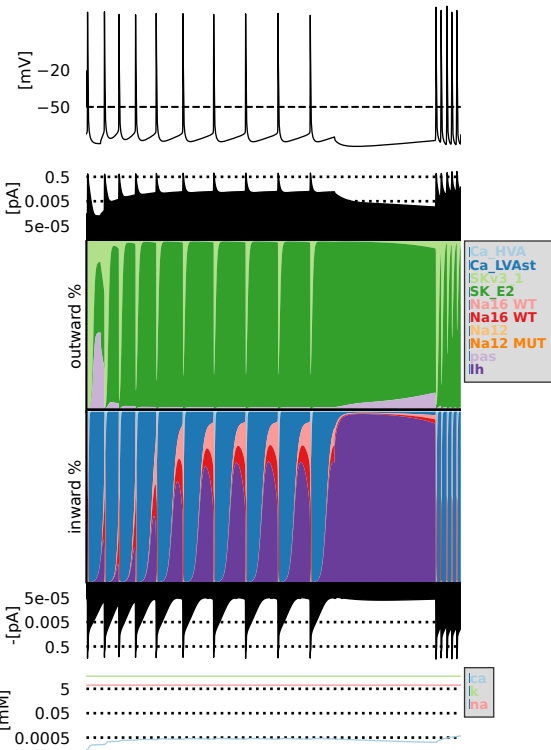 [mV]
−20
−50
[pA]
0.5
0.005
5e-05
outward %
Ca_HVA
Ca_LVAst
SKv3_1
SK_E2
Na16 WT
Na16 WT
Na12
Na12 MUT
pas
Ih
inward %
-[pA]
5e-05
0.005
0.5
[mM]
5
0.05
0.0005
ca
k
na